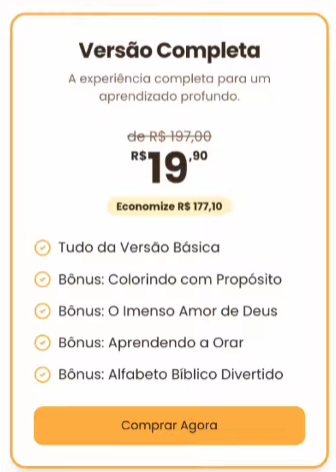 Versão Completa
A experiência completa para um
aprendizado profundo.
de R$ 197,00
R$19,90
Economize R$ 177,10
Tudo da Versão Básica
Bônus: Colorindo com Propósito
Bônus: O Imenso Amor de Deus
Bônus: Aprendendo a Orar
Bônus: Alfabeto Bíblico Divertido
Comprar Agora